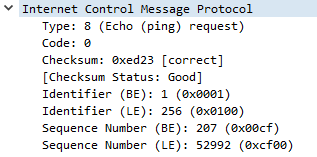 Internet Control Message Protocol
Type: 8 (Echo (ping) request)
Code: 0
Checksum: 0xed23 [correct]
[Checksum Status: Good]
Identifier (BE): 1 (0x0001)
Identifier (LE): 256 (0x0100)
Sequence Number (BE): 207 (0x00cf)
Sequence Number (LE): 52992 (0xcf00)